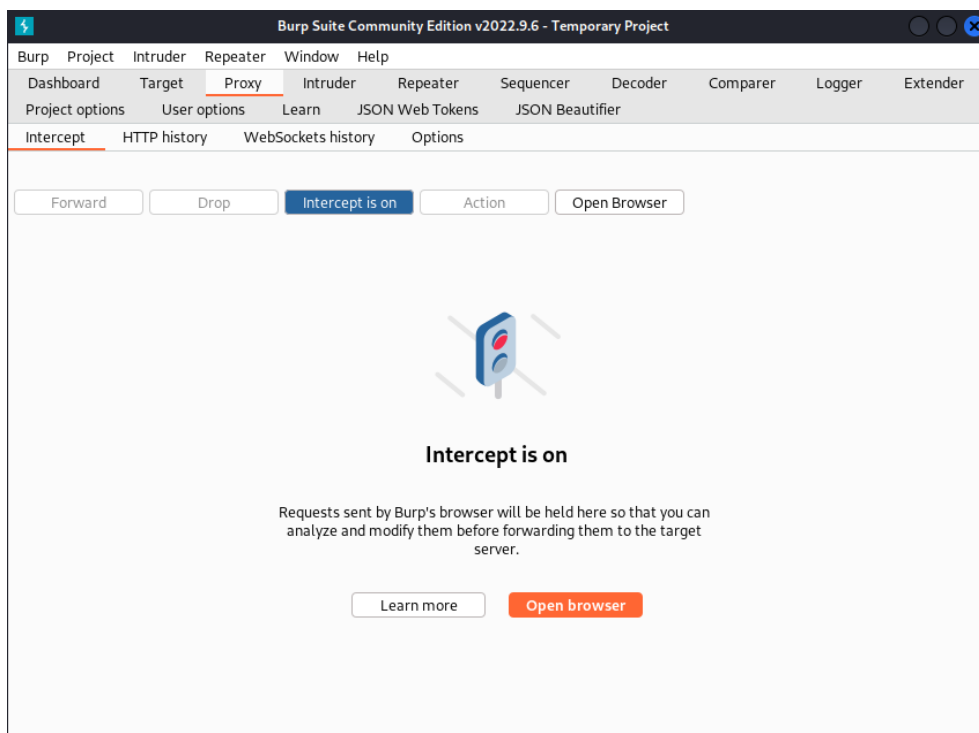 Burp Suite Community Edition v2022.9.6 - Temporary Project
Burp Project Intruder Repeater Window Help
Dashboard Target Proxy Intruder Repeater Sequencer Decoder Comparer Logger Extender
Project options User options Learn JSON Web Tokens JSON Beautifier
Intercept HTTP history WebSockets history Options
Forward Drop Intercept is on Action Open Browser
Intercept is on
Requests sent by Burp's browser will be held here so that you can
analyze and modify them before forwarding them to the target
server.
Learn more Open browser